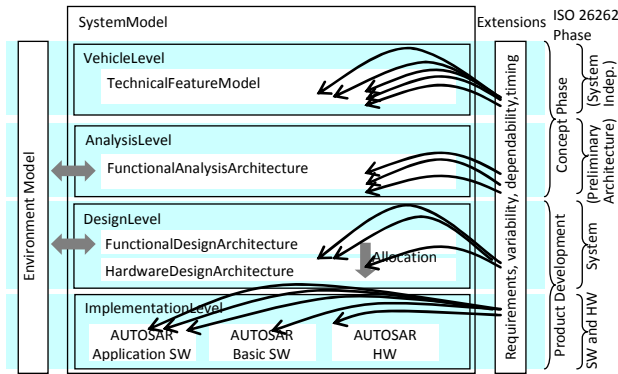 SystemModel
Extensions
ISO 26262
Phase
VehicleLevel
TechnicalFeatureModel
AnalysisLevel
FunctionalAnalysisArchitecture
DesignLevel
FunctionalDesignArchitecture
Allocation
HardwareDesignArchitecture
ImplementationLevel
AUTOSAR
Application SW
AUTOSAR
Basic SW
AUTOSAR
HW
Environment Model
Requirements, variability, dependability,timing
Concept Phase
(System
Indep.)
(Preliminary
Architecture)
Product Development
System
SW and HW